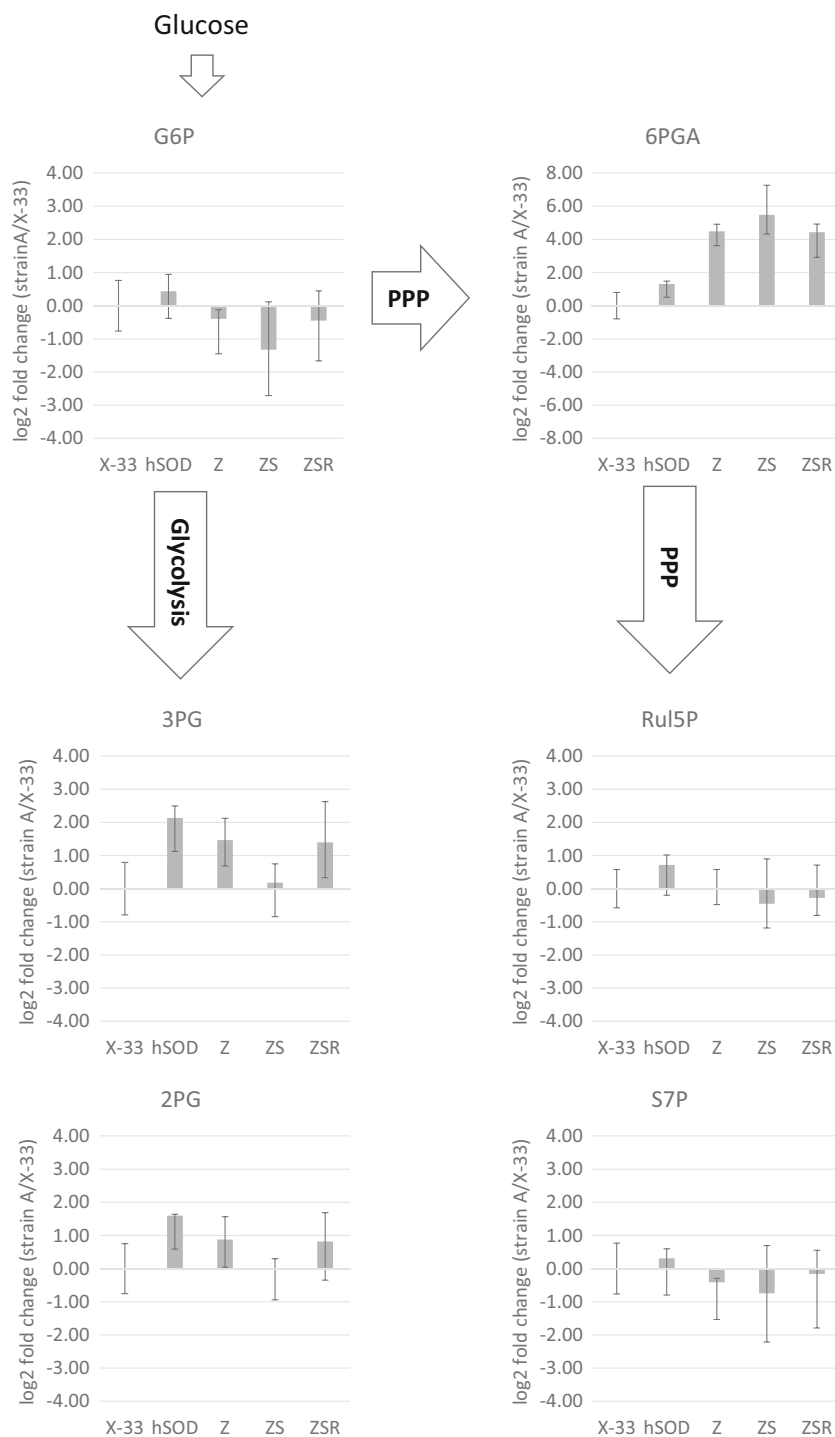 Glucose
G6P
log2 fold change (strainA/X-33)
4.00
3.00
2.00
1.00
0.00
-1.00
-2.00
-3.00
-4.00
X-33 hSOD Z ZS ZSR
PPP
6PGA
log2 fold change (strain A/X-33)
8.00
6.00
4.00
2.00
0.00
-2.00
-4.00
-6.00
-8.00
X-33 hSOD Z ZS ZSR
Glycolysis
PPP
3PG
log2 fold change (strain A/X-33)
4.00
3.00
2.00
1.00
0.00
-1.00
-2.00
-3.00
-4.00
X-33 hSOD Z ZS ZSR
Rul5P
log2 fold change (strain A/X-33)
4.00
3.00
2.00
1.00
0.00
-1.00
-2.00
-3.00
-4.00
X-33 hSOD Z ZS ZSR
2PG
log2 fold change (strain A/X-33)
4.00
3.00
2.00
1.00
0.00
-1.00
-2.00
-3.00
-4.00
X-33 hSOD Z ZS ZSR
S7P
log2 fold change (strain A/X-33)
4.00
3.00
2.00
1.00
0.00
-1.00
-2.00
-3.00
-4.00
X-33 hSOD Z ZS ZSR